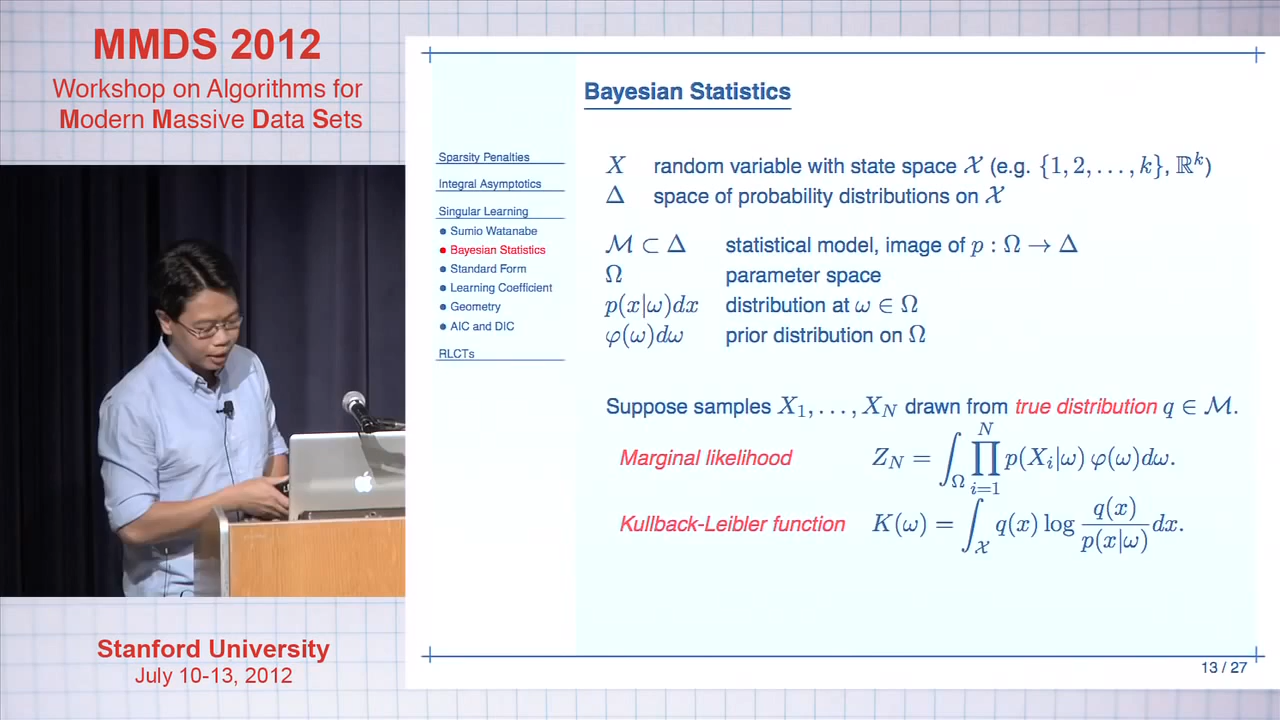 MMDS 2012
Workshop on Algorithms for
Modern Massive Data Sets
Stanford University
July 10-13, 2012
Sparsity Penalties
Integral Asymptotics
Singular Learning
• Sumio Watanabe
• Bayesian Statistics
• Standard Form
• Learning Coefficient
• Geometry
• AIC and DIC
RLCTs
Bayesian Statistics
X random variable with state space 𝒳 (e.g. {1, 2, . . . , k}, ℝᵏ)
Δ space of probability distributions on 𝒳
ℳ ⊂ Δ statistical model, image of p : Ω → Δ
Ω parameter space
p(x|ω)dx distribution at ω ∈ Ω
φ(ω)dω prior distribution on Ω
Suppose samples X₁, . . . , X_N drawn from true distribution q ∈ ℳ.
Marginal likelihood Z_N = ∫_Ω ∏_{i=1}^N p(X_i|ω) φ(ω)dω.
Kullback-Leibler function K(ω) = ∫_𝒳 q(x) log q(x)/p(x|ω) dx.
13 / 27